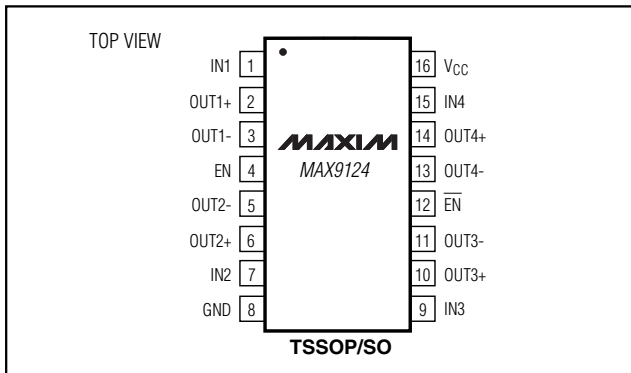 TOP VIEW
IN1 1 16 VCC
OUT1+ 2 15 IN4
OUT1- 3 14 OUT4+
MAXIM
EN 4 MAX9124 13 OUT4-
OUT2- 5 12 E̅N̅
OUT2+ 6 11 OUT3-
IN2 7 10 OUT3+
GND 8 9 IN3
TSSOP/SO